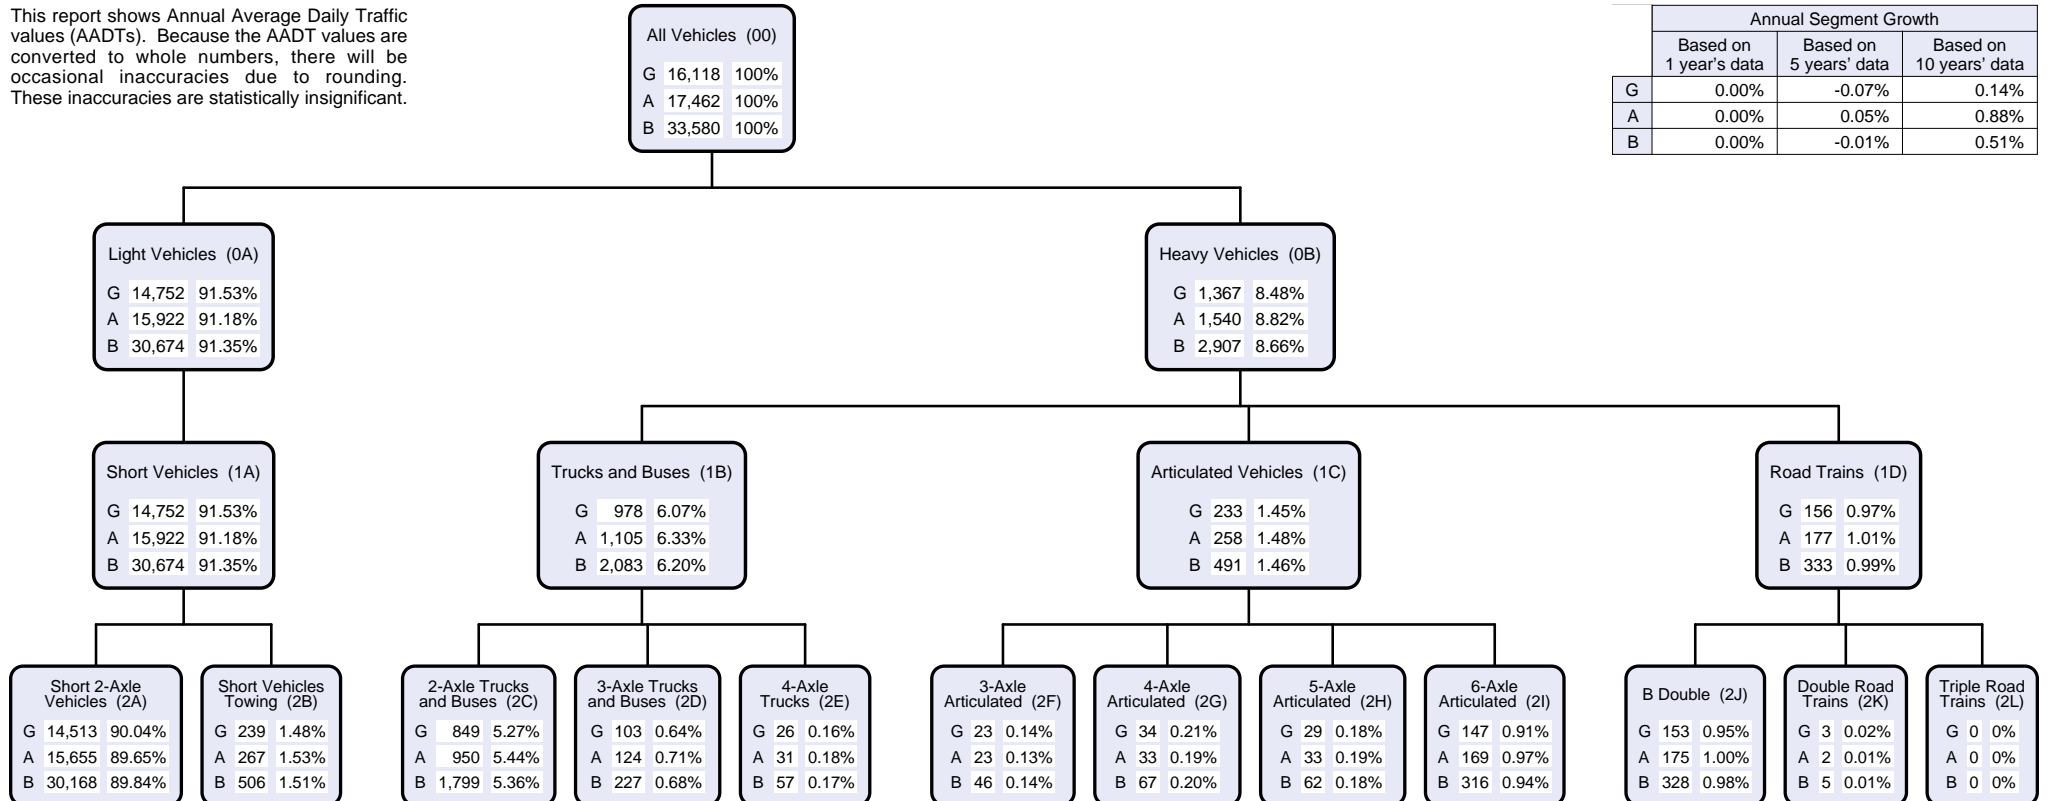 This report shows Annual Average Daily Traffic
values (AADTs). Because the AADT values are
converted to whole numbers, there will be
occasional inaccuracies due to rounding.
These inaccuracies are statistically insignificant.
All Vehicles (00)
G 16,118 100%
A 17,462 100%
B 33,580 100%
Annual Segment Growth
Based on 1 year's data Based on 5 years' data Based on 10 years' data
G 0.00% -0.07% 0.14%
A 0.00% 0.05% 0.88%
B 0.00% -0.01% 0.51%
Light Vehicles (0A)
G 14,752 91.53%
A 15,922 91.18%
B 30,674 91.35%
Heavy Vehicles (0B)
G 1,367 8.48%
A 1,540 8.82%
B 2,907 8.66%
Short Vehicles (1A)
G 14,752 91.53%
A 15,922 91.18%
B 30,674 91.35%
Trucks and Buses (1B)
G 978 6.07%
A 1,105 6.33%
B 2,083 6.20%
Articulated Vehicles (1C)
G 233 1.45%
A 258 1.48%
B 491 1.46%
Road Trains (1D)
G 156 0.97%
A 177 1.01%
B 333 0.99%
Short 2-Axle
Vehicles (2A)
G 14,513 90.04%
A 15,655 89.65%
B 30,168 89.84%
Short Vehicles
Towing (2B)
G 239 1.48%
A 267 1.53%
B 506 1.51%
2-Axle Trucks
and Buses (2C)
G 849 5.27%
A 950 5.44%
B 1,799 5.36%
3-Axle Trucks
and Buses (2D)
G 103 0.64%
A 124 0.71%
B 227 0.68%
4-Axle
Trucks (2E)
G 26 0.16%
A 31 0.18%
B 57 0.17%
3-Axle
Articulated (2F)
G 23 0.14%
A 23 0.13%
B 46 0.14%
4-Axle
Articulated (2G)
G 34 0.21%
A 33 0.19%
B 67 0.20%
5-Axle
Articulated (2H)
G 29 0.18%
A 33 0.19%
B 62 0.18%
6-Axle
Articulated (2I)
G 147 0.91%
A 169 0.97%
B 316 0.94%
B Double (2J)
G 153 0.95%
A 175 1.00%
B 328 0.98%
Double Road
Trains (2K)
G 3 0.02%
A 2 0.01%
B 5 0.01%
Triple Road
Trains (2L)
G 0 0%
A 0 0%
B 0 0%